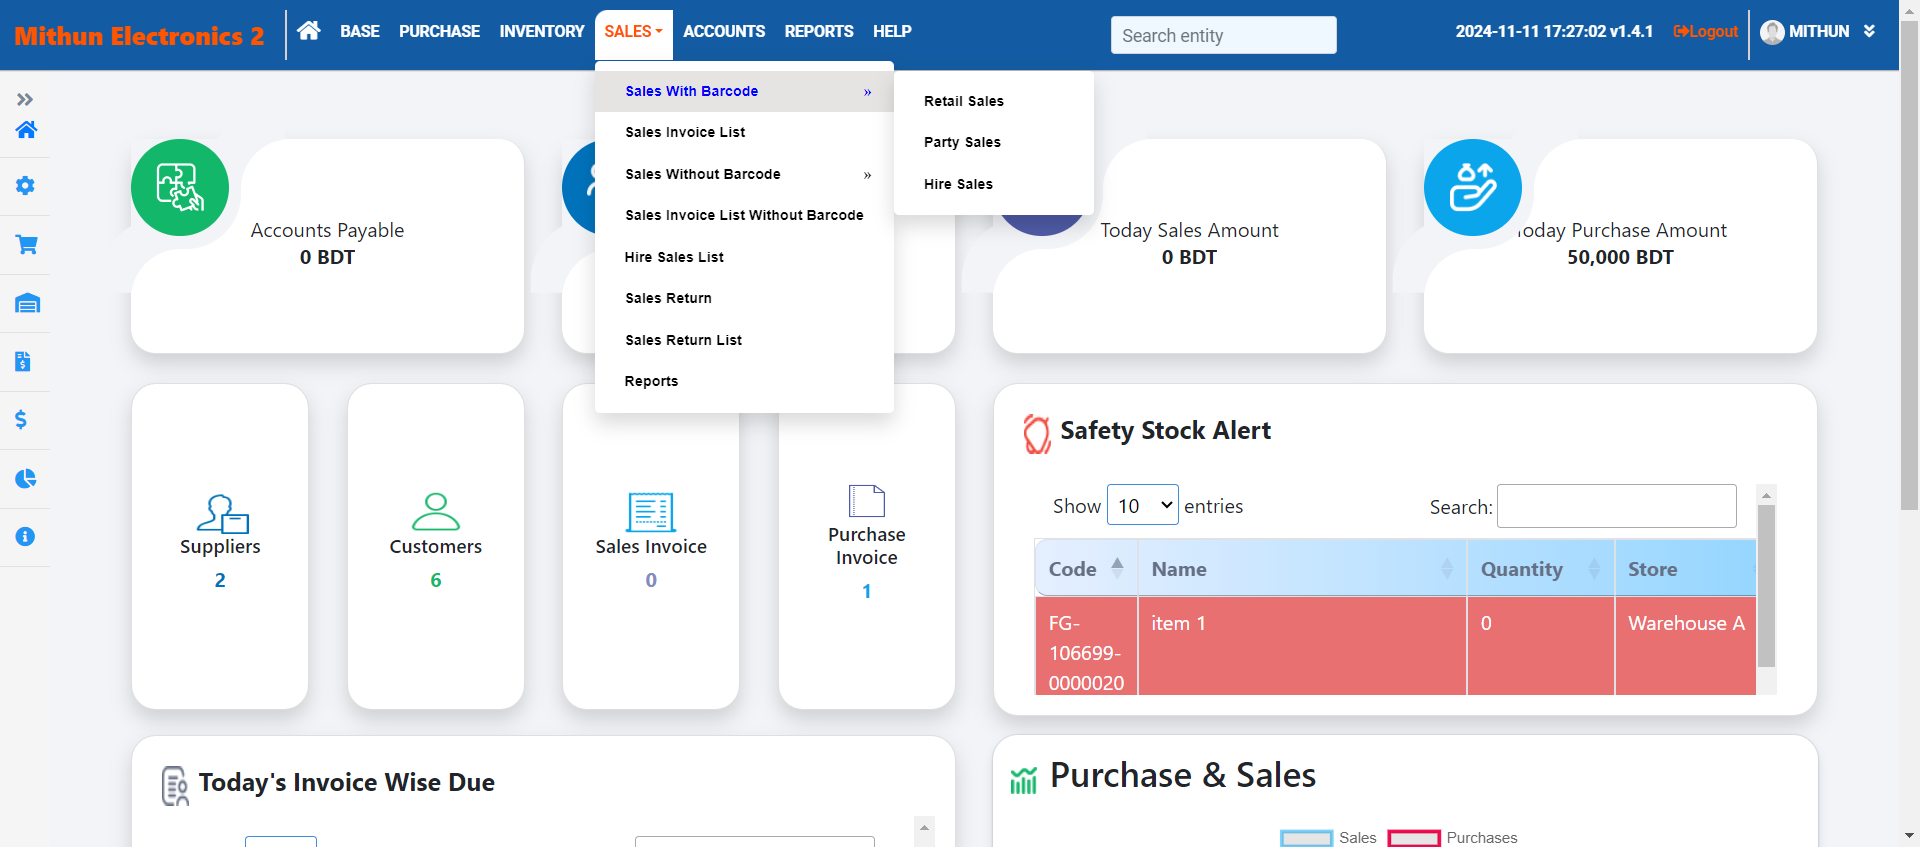 Mithun Electronics 2
BASE PURCHASE INVENTORY SALES ACCOUNTS REPORTS HELP
Search entity
2024-11-11 17:27:02 v1.4.1 Logout MITHUN
Sales With Barcode »
Sales Invoice List
Sales Without Barcode »
Sales Invoice List Without Barcode
Hire Sales List
Sales Return
Sales Return List
Reports
Retail Sales
Party Sales
Hire Sales
Accounts Payable
0 BDT
Today Sales Amount
0 BDT
Today Purchase Amount
50,000 BDT
Suppliers
2
Customers
6
Sales Invoice
0
Purchase
Invoice
1
Safety Stock Alert
Show 10 entries
Search:
Code Name Quantity Store
FG-
106699-
0000020
item 1 0 Warehouse A
Today's Invoice Wise Due
Purchase & Sales
Sales Purchases